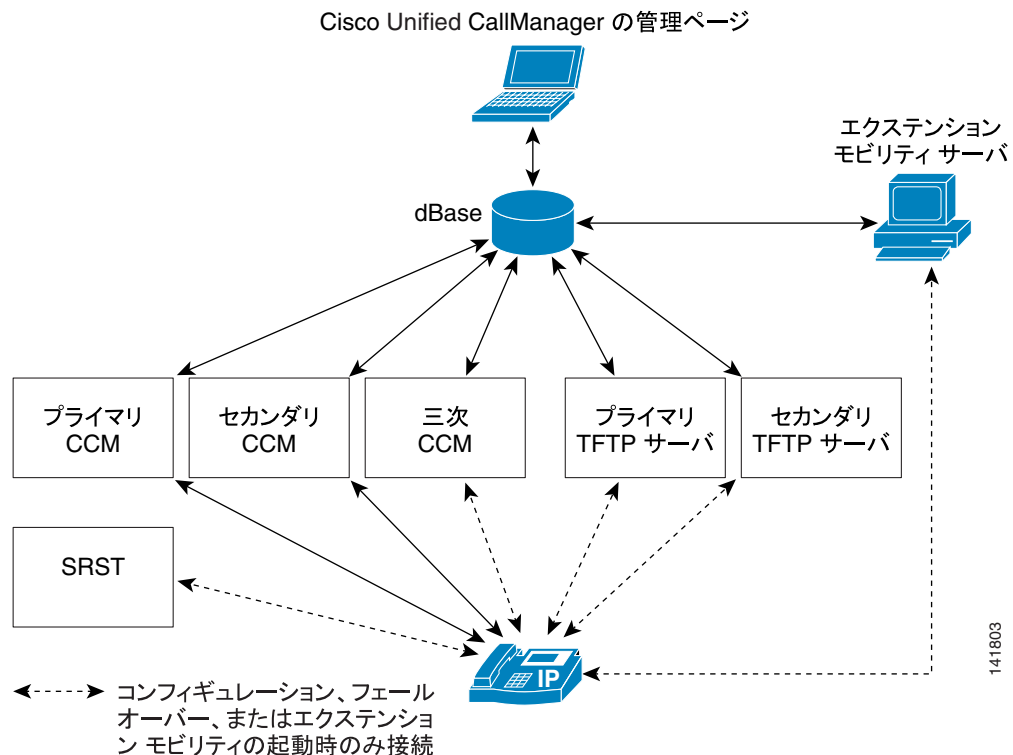 Cisco Unified CallManager の管理ページ
エクステンション
モビリティ サーバ
dBase
プライマリ
CCM
セカンダリ
CCM
三次
CCM
プライマリ
TFTP サーバ
セカンダリ
TFTP サーバ
SRST
IP
141803
コンフィギュレーション、フェール
オーバー、またはエクステンショ
ン モビリティの起動時のみ接続